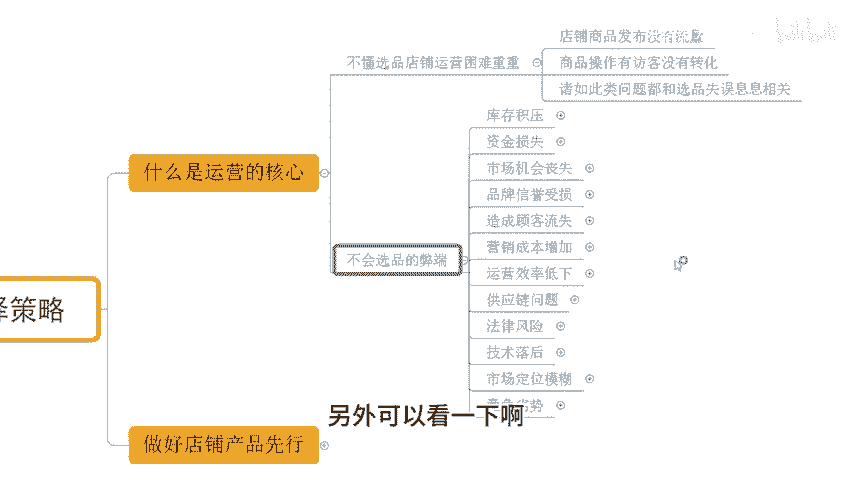 店铺商品发布没有流量
不懂选品店铺运营困难重重
商品操作有访客没有转化
诸如此类问题都和选品失误息息相关
库存积压
资金损失
什么是运营的核心
市场机会丧失
品牌信誉受损
造成顾客流失
营销成本增加
不会选品的弊端
运营效率低下
供应链问题
择策略
法律风险
技术落后
市场定位模糊
另外可以看一下啊
做好店铺产品先行